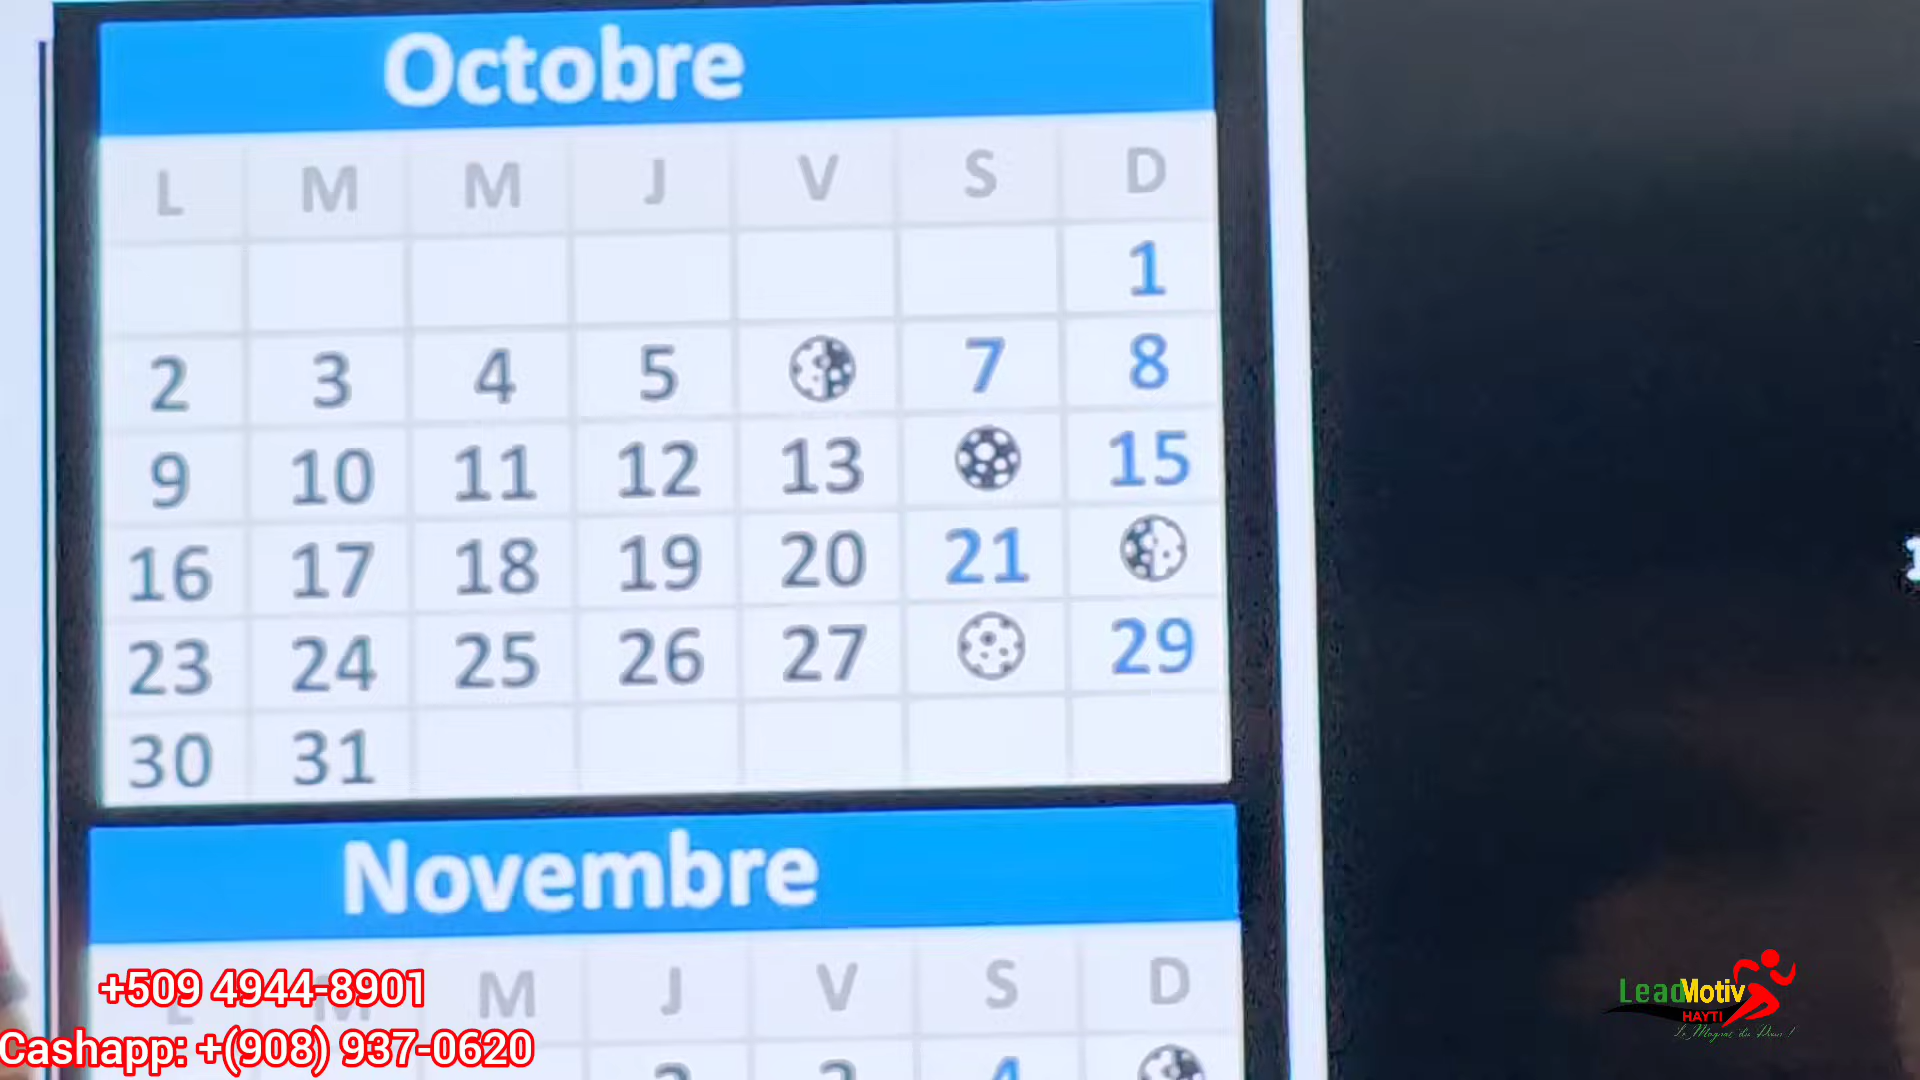 Octobre
L M M J V S D
1
2 3 4 5 7 8
9 10 11 12 13 15
16 17 18 19 20 21
23 24 25 26 27 29
30 31
Novembre
L M M J V S D
+509 4944-8901
Cashapp: +(908) 937-0620
LeadMotiv
HAYTI